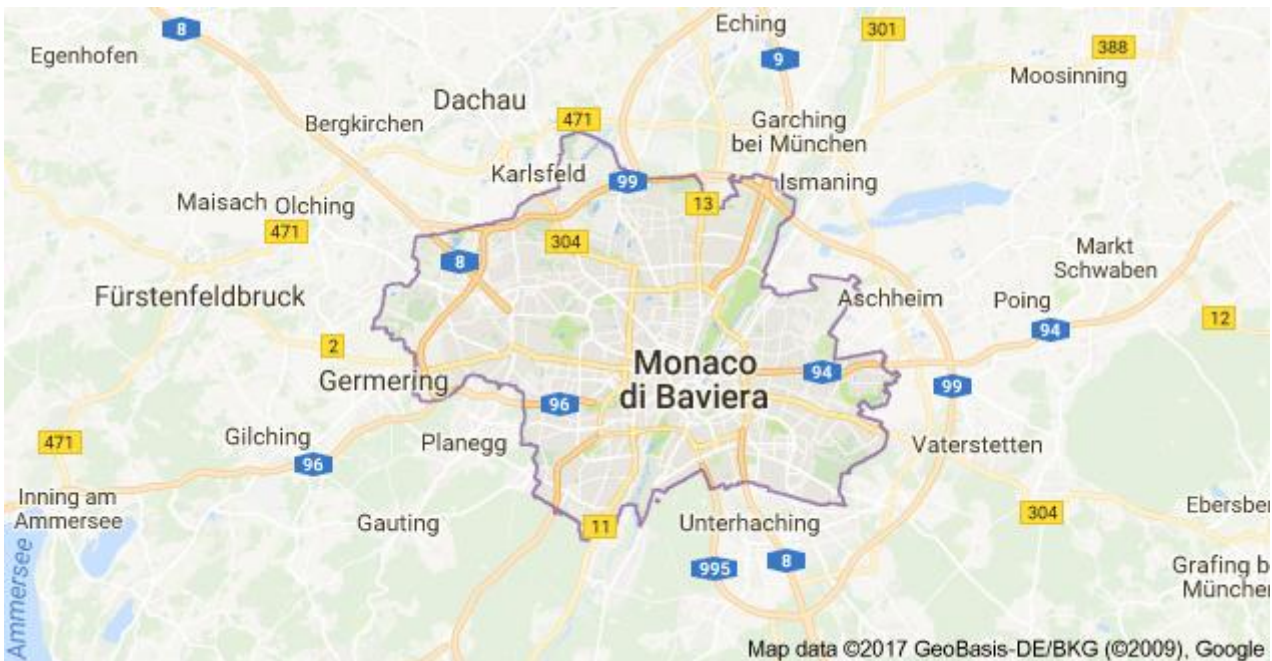 Eching
8
301
Egenhofen
9
388
Moosinning
Dachau
471
Garching
bei München
Bergkirchen
Karlsfeld
99
Ismaning
13
Maisach
Olching
471
304
8
Markt
Schwaben
Fürstenfeldbruck
Aschheim
Poing
94
12
2
Monaco
di Baviera
94
Germering
99
96
471
Gilching
Planegg
Vaterstetten
96
Inning am
Ammersee
Ebersber
Gauting
11
Unterhaching
304
995
8
Grafing b
München
Ammersee
Map data ©2017 GeoBasis-DE/BKG (©2009), Google